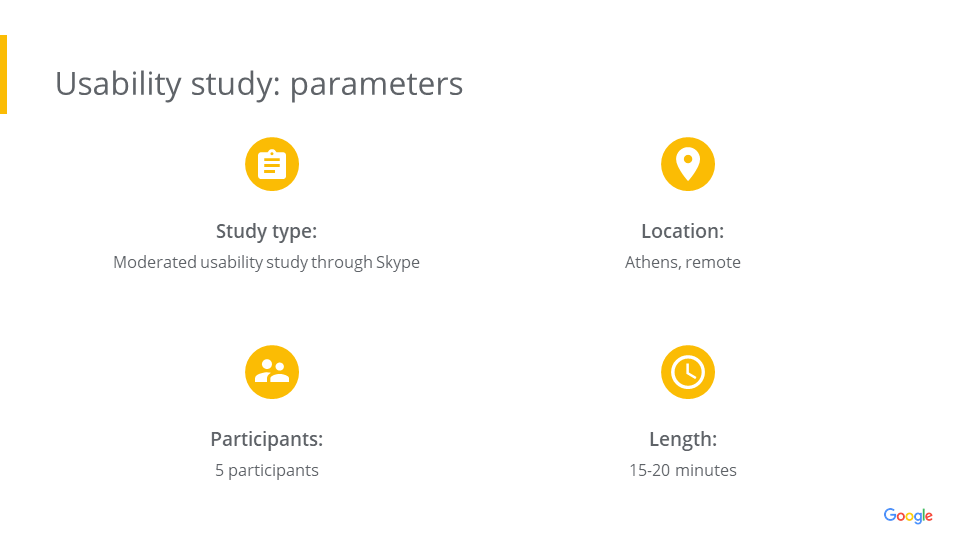 Usability study: parameters
Study type:
Moderated usability study through Skype
Location:
Athens, remote
Participants:
5 participants
Length:
15-20 minutes
Google